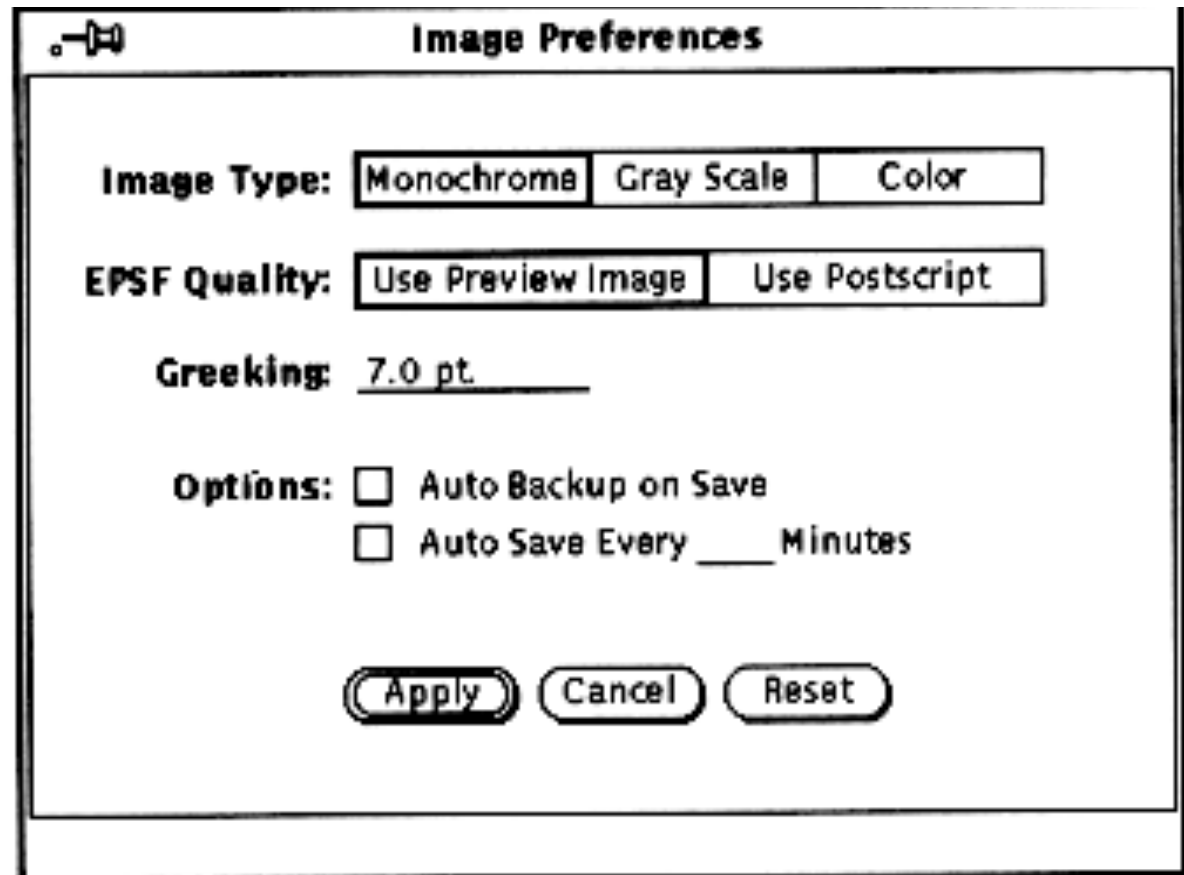 Image Preferences
Image Type: Monochrome Gray Scale Color
EPSF Quality: Use Preview Image Use Postscript
Greeking: 7.0 pt.
Options: Auto Backup on Save
Auto Save Every ____ Minutes
Apply Cancel Reset